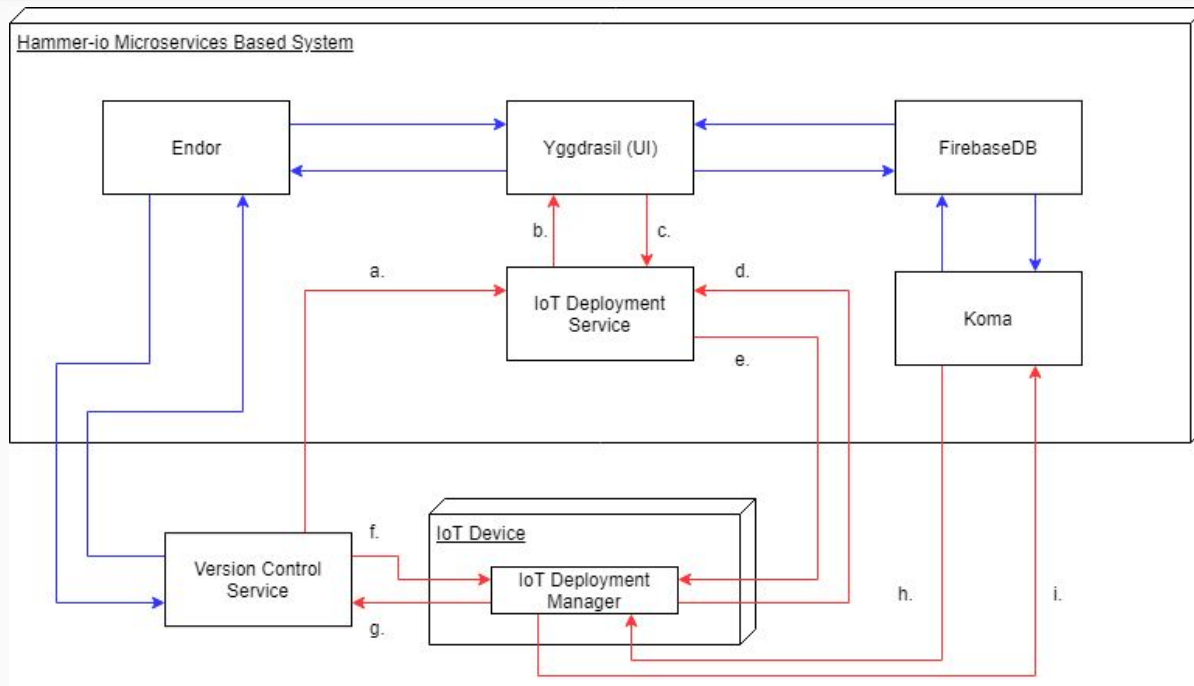 Hammer-io Microservices Based System
Endor
Yggdrasil (UI)
FirebaseDB
b.
c.
a.
IoT Deployment
Service
d.
e.
Koma
Version Control
Service
f.
g.
IoT Device
IoT Deployment
Manager
h.
i.